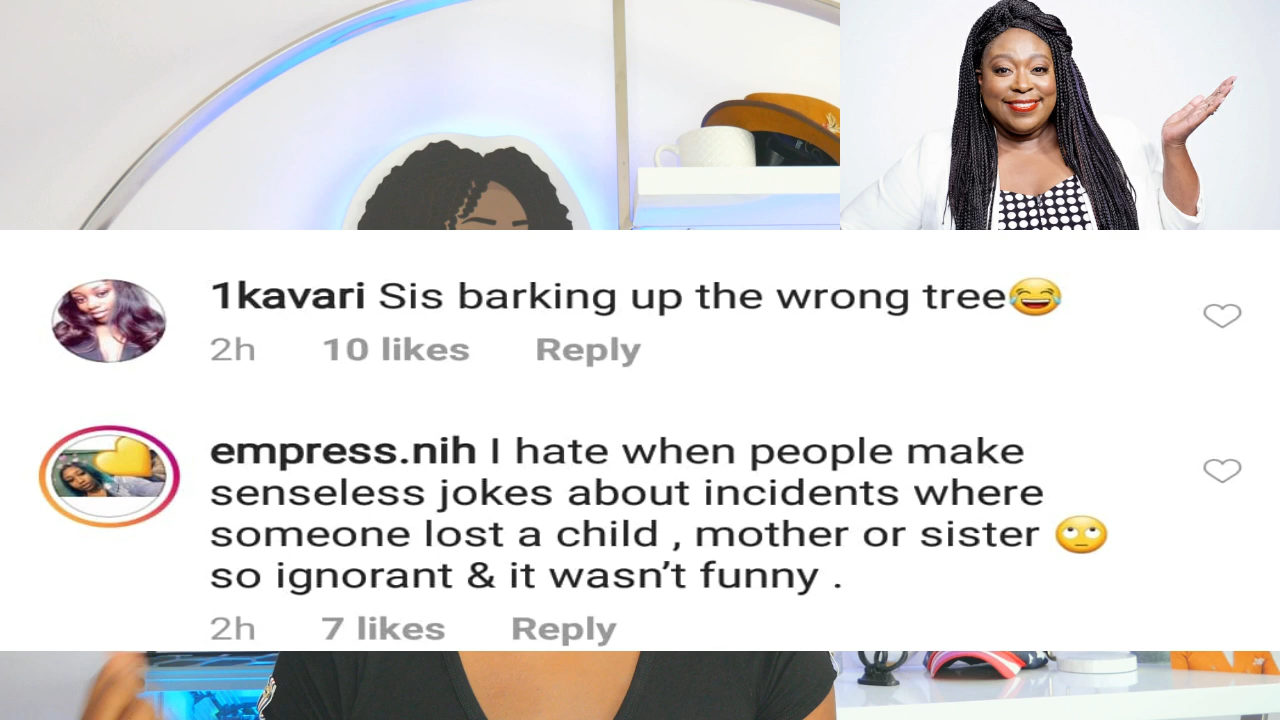 1kavari Sis barking up the wrong tree😂
2h 10 likes Reply
empress.nih I hate when people make
senseless jokes about incidents where
someone lost a child , mother or sister 🙄
so ignorant & it wasn’t funny .
2h 7 likes Reply